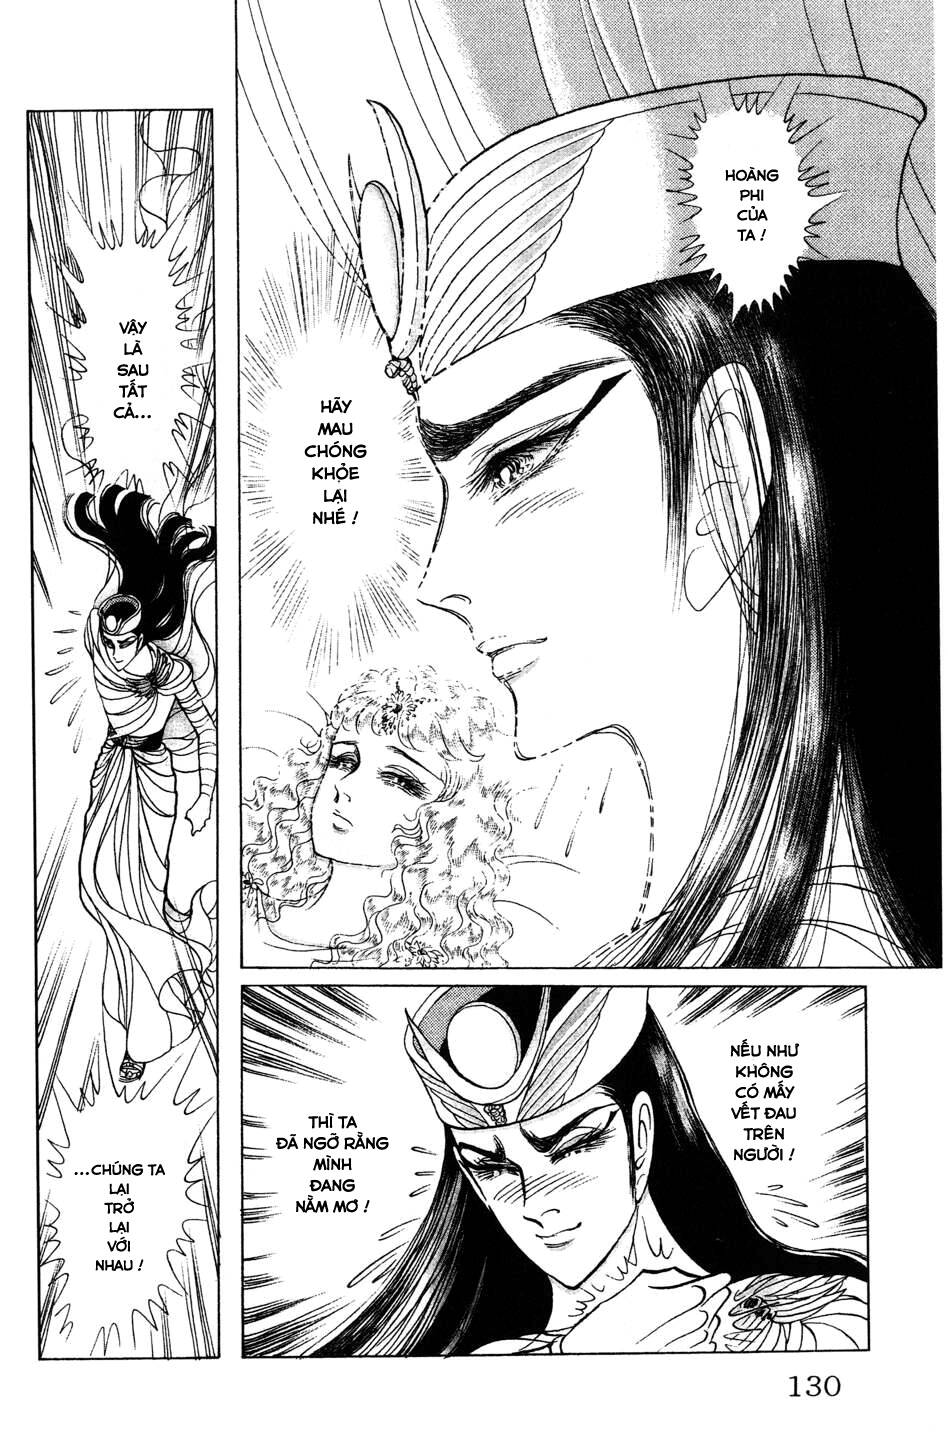 HOÀNG
PHI
CỦA
TA !
HÃY
MAU
CHÓNG
KHỎE
LẠI
NHÉ !
NẾU NHƯ
KHÔNG
CÓ MẤY
VẾT ĐAU
TRÊN
NGƯỜI !
THÌ TA
ĐÃ NGỠ RẰNG
MÌNH
ĐANG
NẰM MƠ !
VẬY
LÀ
SAU
TẤT
CẢ...
...CHÚNG TA
LẠI
TRỞ
LẠI
VỚI
NHAU !
130